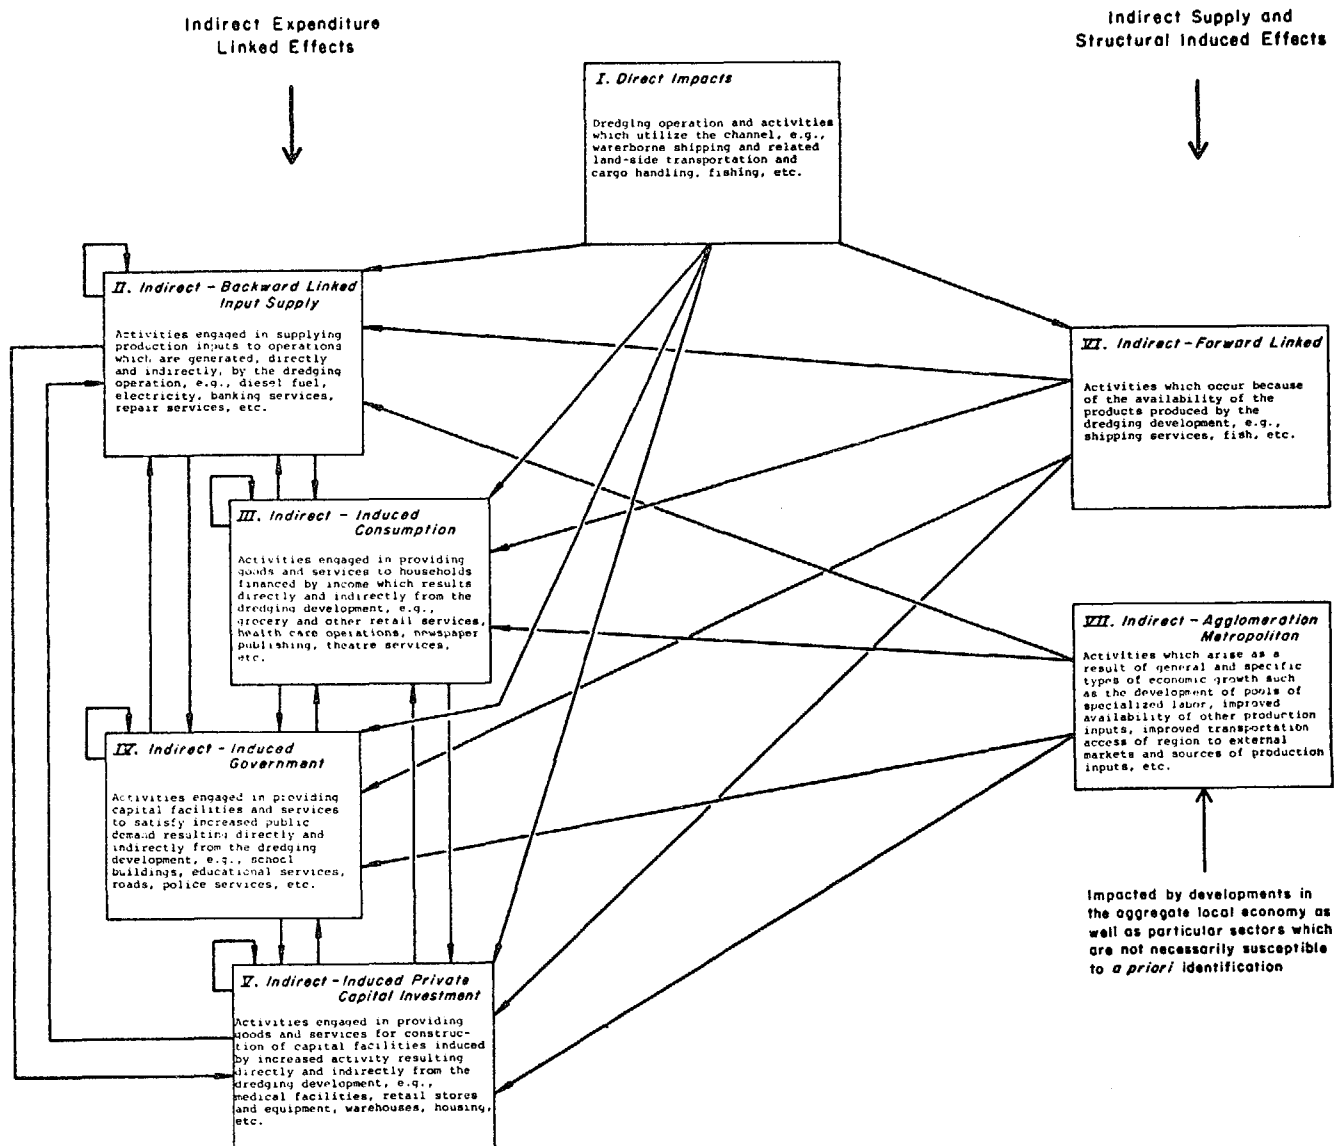 Indirect Expenditure
Linked Effects
Indirect Supply and
Structural Induced Effects
I. Direct Impacts
Dredging operation and activities
which utilize the channel, e.g.,
waterborne shipping and related
land-side transportation and
cargo handling, fishing, etc.
II. Indirect - Backward Linked
Input Supply
Activities engaged in supplying
production inputs to operations
which are generated, directly
and indirectly, by the dredging
operation, e.g., diesel fuel,
electricity, banking services,
repair services, etc.
VI. Indirect - Forward Linked
Activities which occur because
of the availability of the
products produced by the
dredging development, e.g.,
shipping services, fish, etc.
III. Indirect - Induced
Consumption
Activities engaged in providing
goods and services to households
financed by income which results
directly and indirectly from the
dredging development, e.g.,
grocery and other retail services,
health care operations, newspaper
publishing, theatre services,
etc.
VII. Indirect - Agglomeration
Metropolitan
Activities which arise as a
result of general and specific
types of economic growth such
as the development of pools of
specialized labor, improved
availability of other production
inputs, improved transportation
access of region to external
markets and sources of production
inputs, etc.
IV. Indirect - Induced
Government
Activities engaged in providing
capital facilities and services
to satisfy increased public
demand resulting directly and
indirectly from the dredging
development, e.g., school
buildings, educational services,
roads, police services, etc.
Impacted by developments in
the aggregate local economy as
well as particular sectors which
are not necessarily susceptible
to a priori identification
V. Indirect - Induced Private
Capital Investment
Activities engaged in providing
goods and services for construc-
tion of capital facilities induced
by increased activity resulting
directly and indirectly from the
dredging development, e.g.,
medical facilities, retail stores
and equipment, warehouses, housing,
etc.